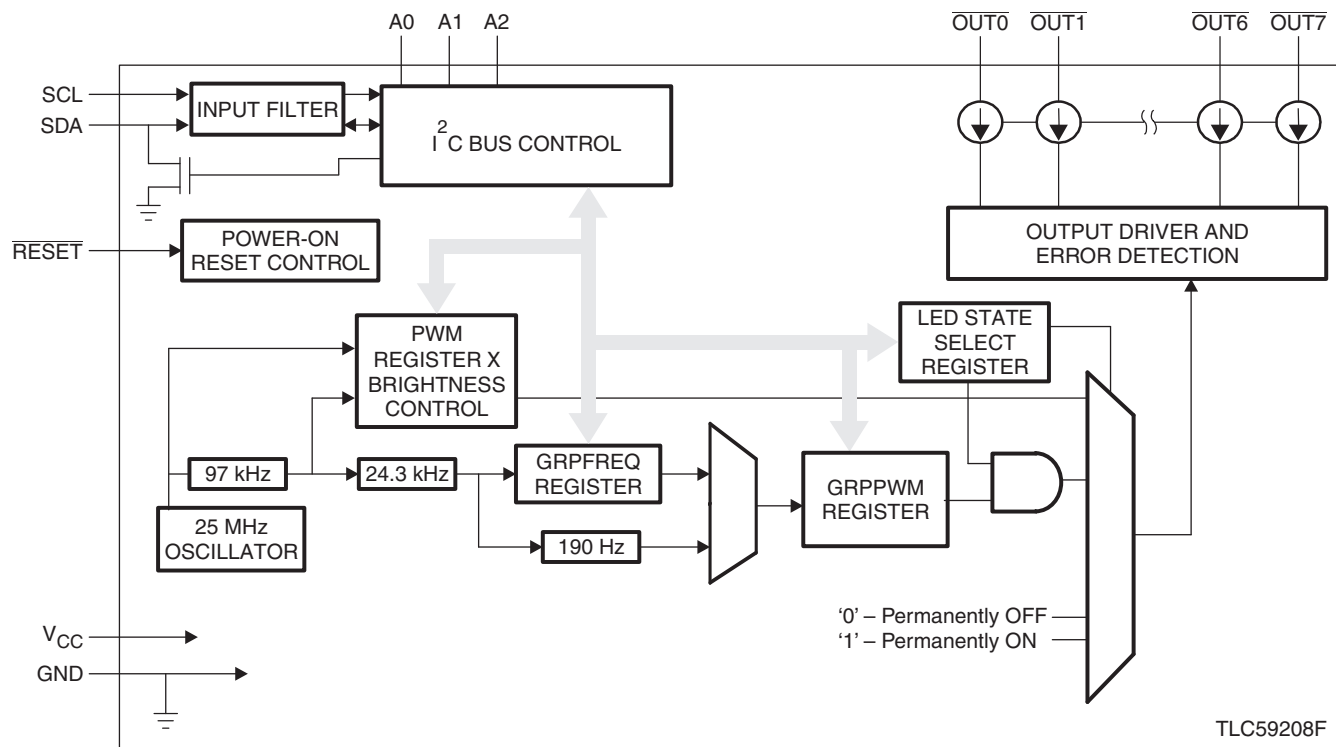 A0 A1 A2
OUT0 OUT1 OUT6 OUT7
SCL
SDA
INPUT FILTER
I²C BUS CONTROL
RESET
POWER-ON
RESET CONTROL
OUTPUT DRIVER AND
ERROR DETECTION
PWM
REGISTER X
BRIGHTNESS
CONTROL
LED STATE
SELECT
REGISTER
97 kHz
24.3 kHz
GRPFREQ
REGISTER
GRPPWM
REGISTER
25 MHz
OSCILLATOR
190 Hz
'0' – Permanently OFF
'1' – Permanently ON
VCC
GND
TLC59208F